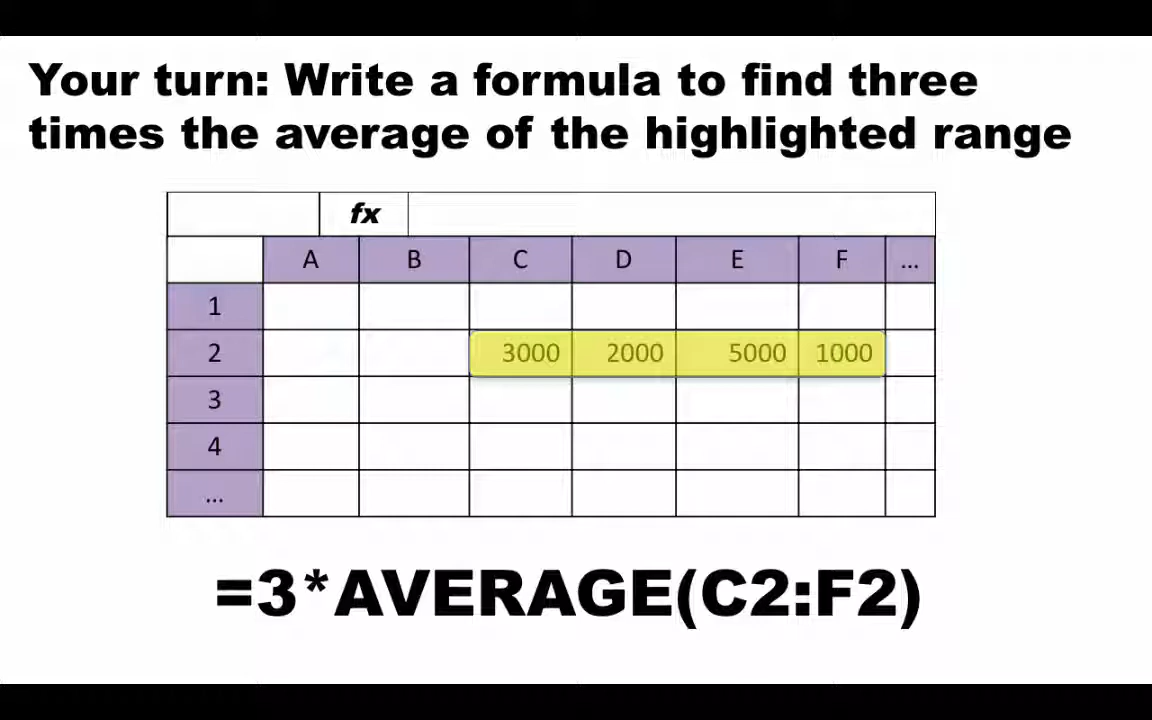 Your turn: Write a formula to find three
times the average of the highlighted range
fx
A B C D E F ...
1
2 3000 2000 5000 1000
3
4
...
=3*AVERAGE(C2:F2)